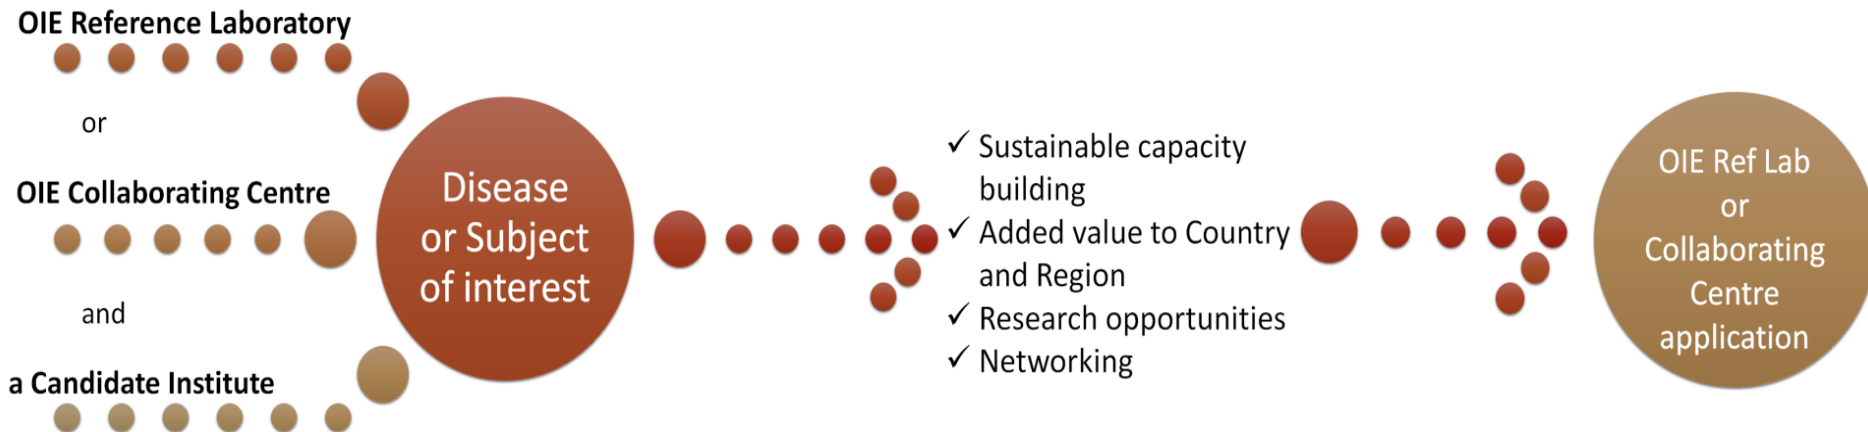 OIE Reference Laboratory
or
OIE Collaborating Centre
and
a Candidate Institute
Disease
or Subject
of interest
✓ Sustainable capacity
building
✓ Added value to Country
and Region
✓ Research opportunities
✓ Networking
OIE Ref Lab
or
Collaborating
Centre
application